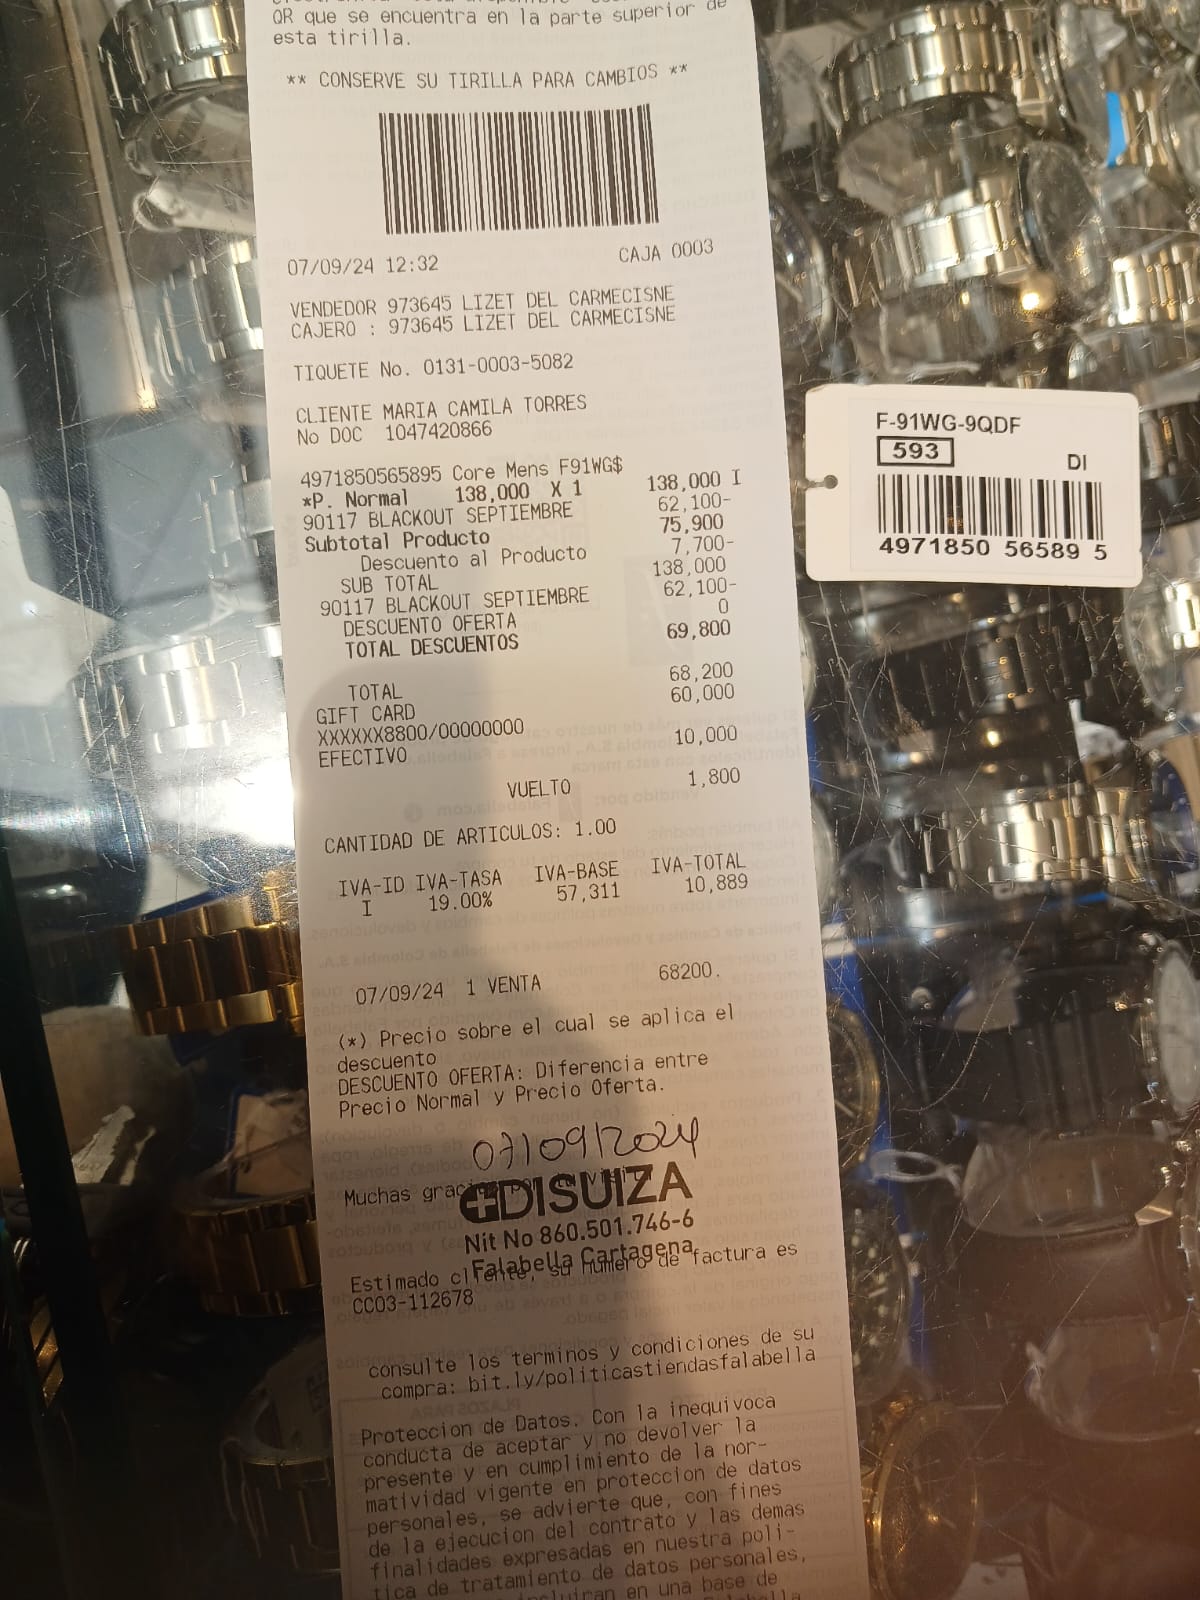 QR que se encuentra en la parte superior de
esta tirilla.
** CONSERVE SU TIRILLA PARA CAMBIOS **
07/09/24 12:32 CAJA 0003
VENDEDOR 973645 LIZET DEL CARMECISNE
CAJERO : 973645 LIZET DEL CARMECISNE
TIQUETE No. 0131-0003-5082
CLIENTE MARIA CAMILA TORRES
No DOC 1047420866
4971850565895 Core Mens F91WG$
*P. Normal 138,000 X 1 138,000 I
90117 BLACKOUT SEPTIEMBRE 62,100-
Subtotal Producto 75,900
Descuento al Producto 7,700-
SUB TOTAL 138,000
90117 BLACKOUT SEPTIEMBRE 62,100-
DESCUENTO OFERTA 0
TOTAL DESCUENTOS 69,800
TOTAL 68,200
GIFT CARD 60,000
XXXXXX8800/00000000
EFECTIVO 10,000
VUELTO 1,800
CANTIDAD DE ARTICULOS: 1.00
IVA-ID IVA-TASA IVA-BASE IVA-TOTAL
I 19.00% 57,311 10,889
07/09/24 1 VENTA 68200.
(*) Precio sobre el cual se aplica el
descuento
DESCUENTO OFERTA: Diferencia entre
Precio Normal y Precio Oferta.
07/09/2024
Muchas gracias por tu visi
DISUIZA
Nit No 860.501.746-6
Falabella Cartagena
Estimado cliente, su numero de factura es
CC03-112678
consulte los terminos y condiciones de su
compra: bit.ly/politicastiendasfalabella
Proteccion de Datos. Con la inequivoca
conducta de aceptar y no devolver la
presente y en cumplimiento de la nor-
matividad vigente en proteccion de datos
personales, se advierte que, con fines
de la ejecucion del contrato y las demas
finalidades expresadas en nuestra poli-
tica de tratamiento de datos personales,
incluiran en una base de
F-91WG-9QDF
593
DI
4971850 56589 5